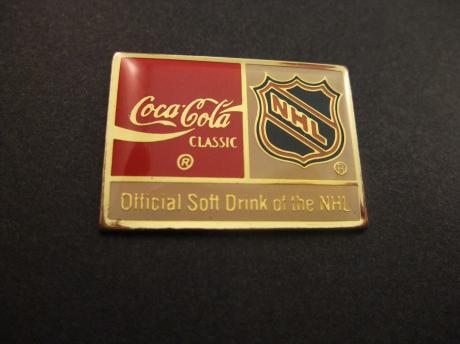 Coca-Cola
CLASSIC
®
NHL
®
Official Soft Drink of the NHL